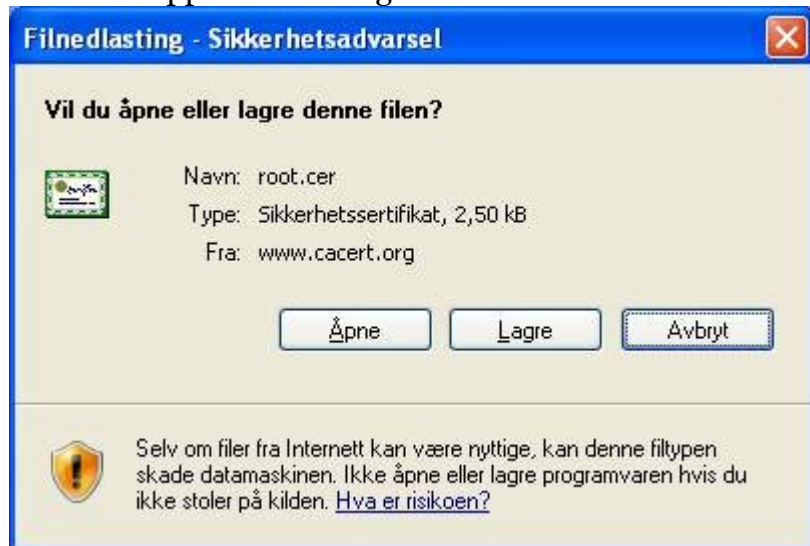 Filnedlasting - Sikkerhetsadvarsel
Vil du åpne eller lagre denne filen?
Navn: root.cer
Type: Sikkerhetssertifikat, 2,50 kB
Fra: www.cacert.org
Åpne Lagre Avbryt
Selv om filer fra Internett kan være nyttige, kan denne filtypen
skade datamaskinen. Ikke åpne eller lagre programvaren hvis du
ikke stoler på kilden. Hva er risikoen?